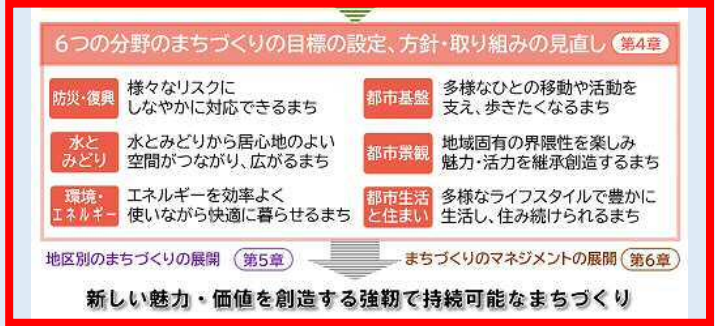 6つの分野のまちづくりの目標の設定、方針・取り組みの見直し 第4章
防災・復興
様々なリスクに
しなやかに対応できるまち
都市基盤
多様なひとの移動や活動を
支え、歩きたくなるまち
水と
みどり
水とみどりから居心地のよい
空間がつながり、広がるまち
都市景観
地域固有の界隈性を楽しみ
魅力・活力を継承創造するまち
環境・
エネルギー
エネルギーを効率よく
使いながら快適に暮らせるまち
都市生活
と住まい
多様なライフスタイルで豊かに
生活し、住み続けられるまち
地区別のまちづくりの展開 第5章
まちづくりのマネジメントの展開 第6章
新しい魅力・価値を創造する強靭で持続可能なまちづくり